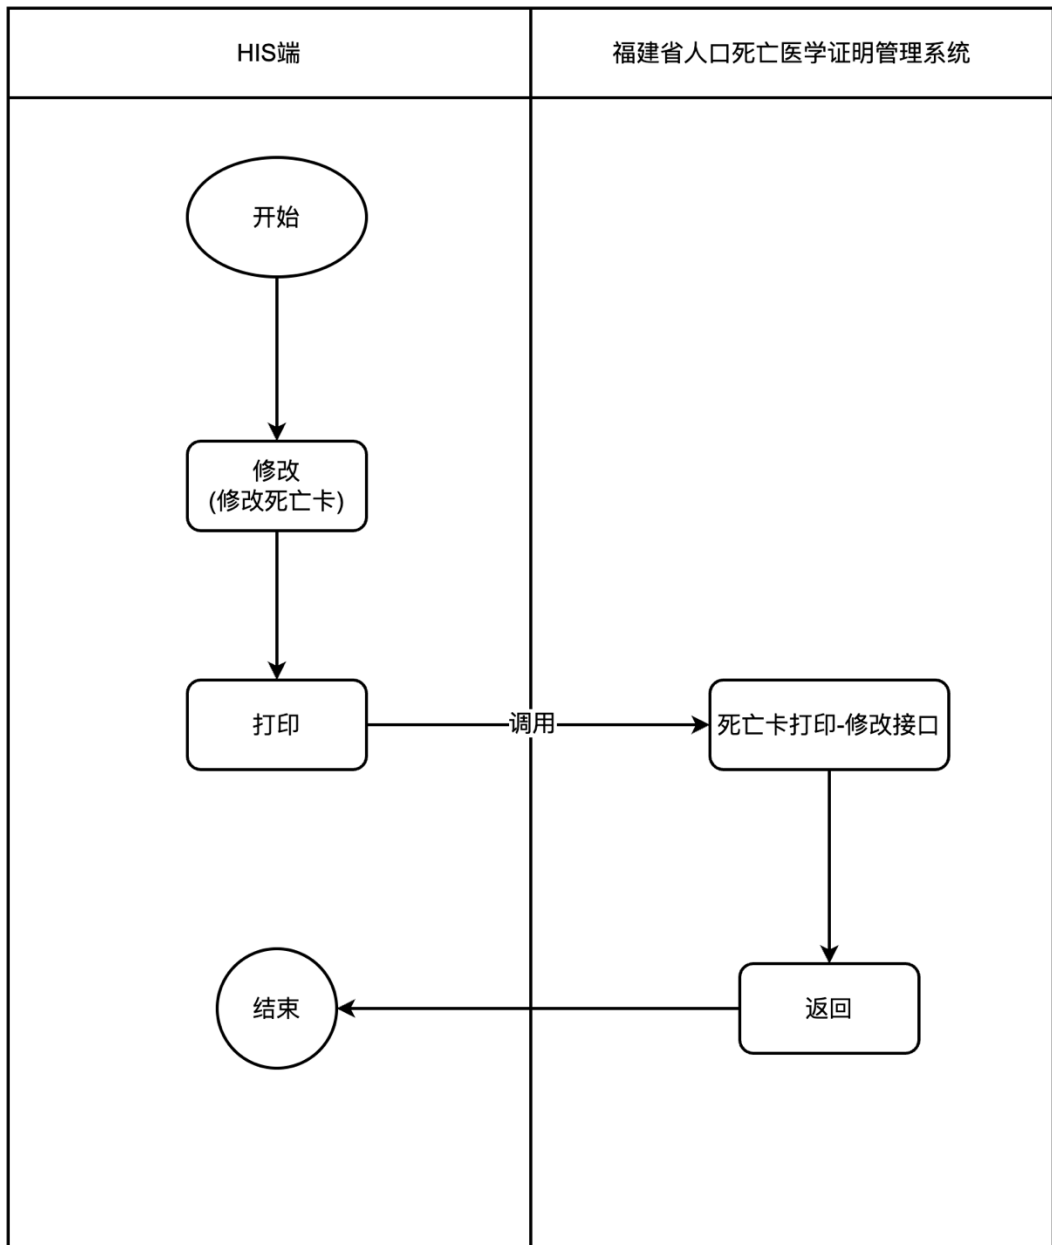 HIS端
福建省人口死亡医学证明管理系统
开始
修改
(修改死亡卡)
打印
调用
死亡卡打印-修改接口
结束
返回